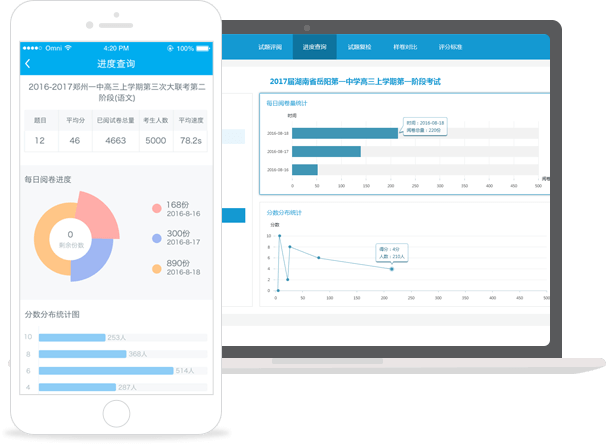 Omni
4:20 PM
100%
进度查询
2016-2017郑州一中高三上学期第三次大联考第二
阶段(语文)
题目 平均分 已阅试卷总量 考生人数 平均速度
12 46 4663 5000 78.2s
每日阅卷进度
0
剩余份数
168份
2016-8-16
300份
2016-8-17
890份
2016-8-18
分数分布统计图
10 253人
8 368人
6 514人
4 287人
试题评阅 进度查询 试题复核 样卷对比 评分标准
2017届湖南省岳阳第一中学高三上学期第一阶段考试
每日阅卷量统计
时间
时间：2016-08-18
阅卷总量：220份
2016-08-18
2016-08-17
2016-08-16
0 50 100 150 200 250 300 350 400 450 500
分数分布统计
分数
得分：4分
人数：210人
10
8
6
4
2
0
0 50 100 150 200 250 300 350 400 450 500